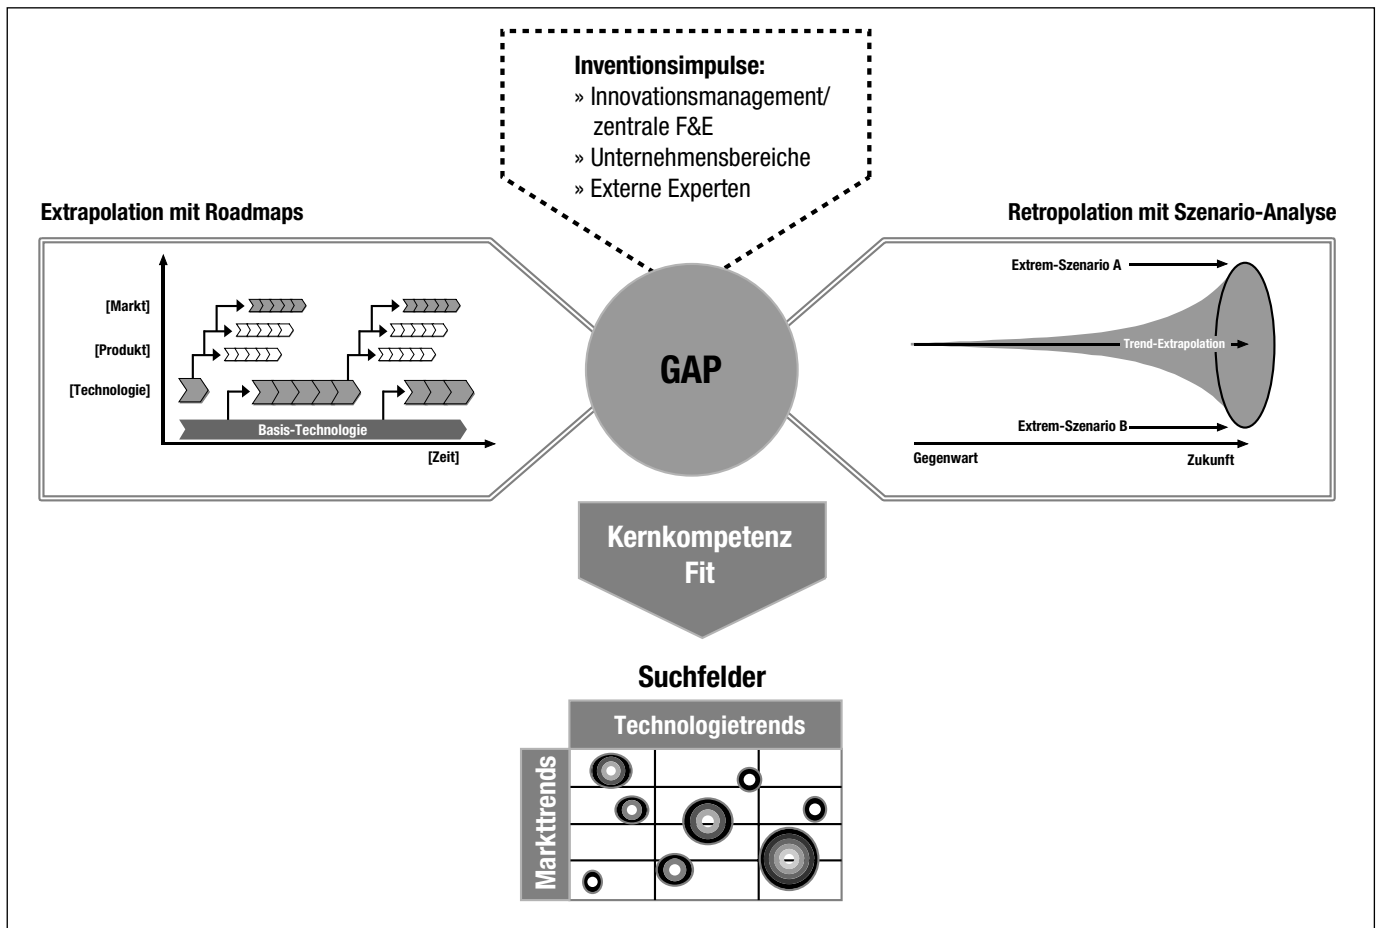 Inventionsimpulse:
» Innovationsmanagement/
zentrale F&E
» Unternehmensbereiche
» Externe Experten
Extrapolation mit Roadmaps
[Markt]
[Produkt]
[Technologie]
Basis-Technologie
[Zeit]
GAP
Retropolation mit Szenario-Analyse
Extrem-Szenario A
Trend-Extrapolation
Extrem-Szenario B
Gegenwart
Zukunft
Kernkompetenz
Fit
Suchfelder
Technologietrends
Markttrends